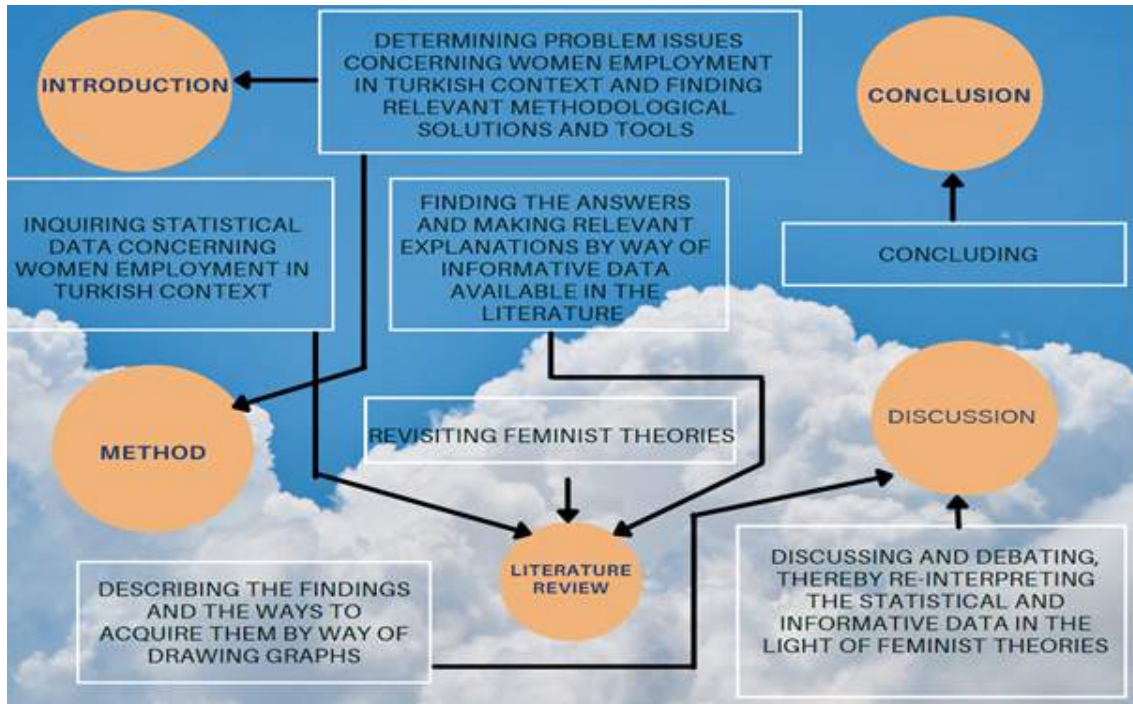 DETERMINING PROBLEM ISSUES
CONCERNING WOMEN EMPLOYMENT
IN TURKISH CONTEXT AND FINDING
RELEVANT METHODOLOGICAL
SOLUTIONS AND TOOLS
INTRODUCTION
CONCLUSION
INQUIRING STATISTICAL
DATA CONCERNING
WOMEN EMPLOYMENT IN
TURKISH CONTEXT
FINDING THE ANSWERS
AND MAKING RELEVANT
EXPLANATIONS BY WAY OF
INFORMATIVE DATA
AVAILABLE IN THE
LITERATURE
CONCLUDING
METHOD
REVISITING FEMINIST THEORIES
DISCUSSION
DESCRIBING THE FINDINGS
AND THE WAYS TO
ACQUIRE THEM BY WAY OF
DRAWING GRAPHS
LITERATURE
REVIEW
DISCUSSING AND DEBATING,
THEREBY RE-INTERPRETING
THE STATISTICAL AND
INFORMATIVE DATA IN THE
LIGHT OF FEMINIST THEORIES